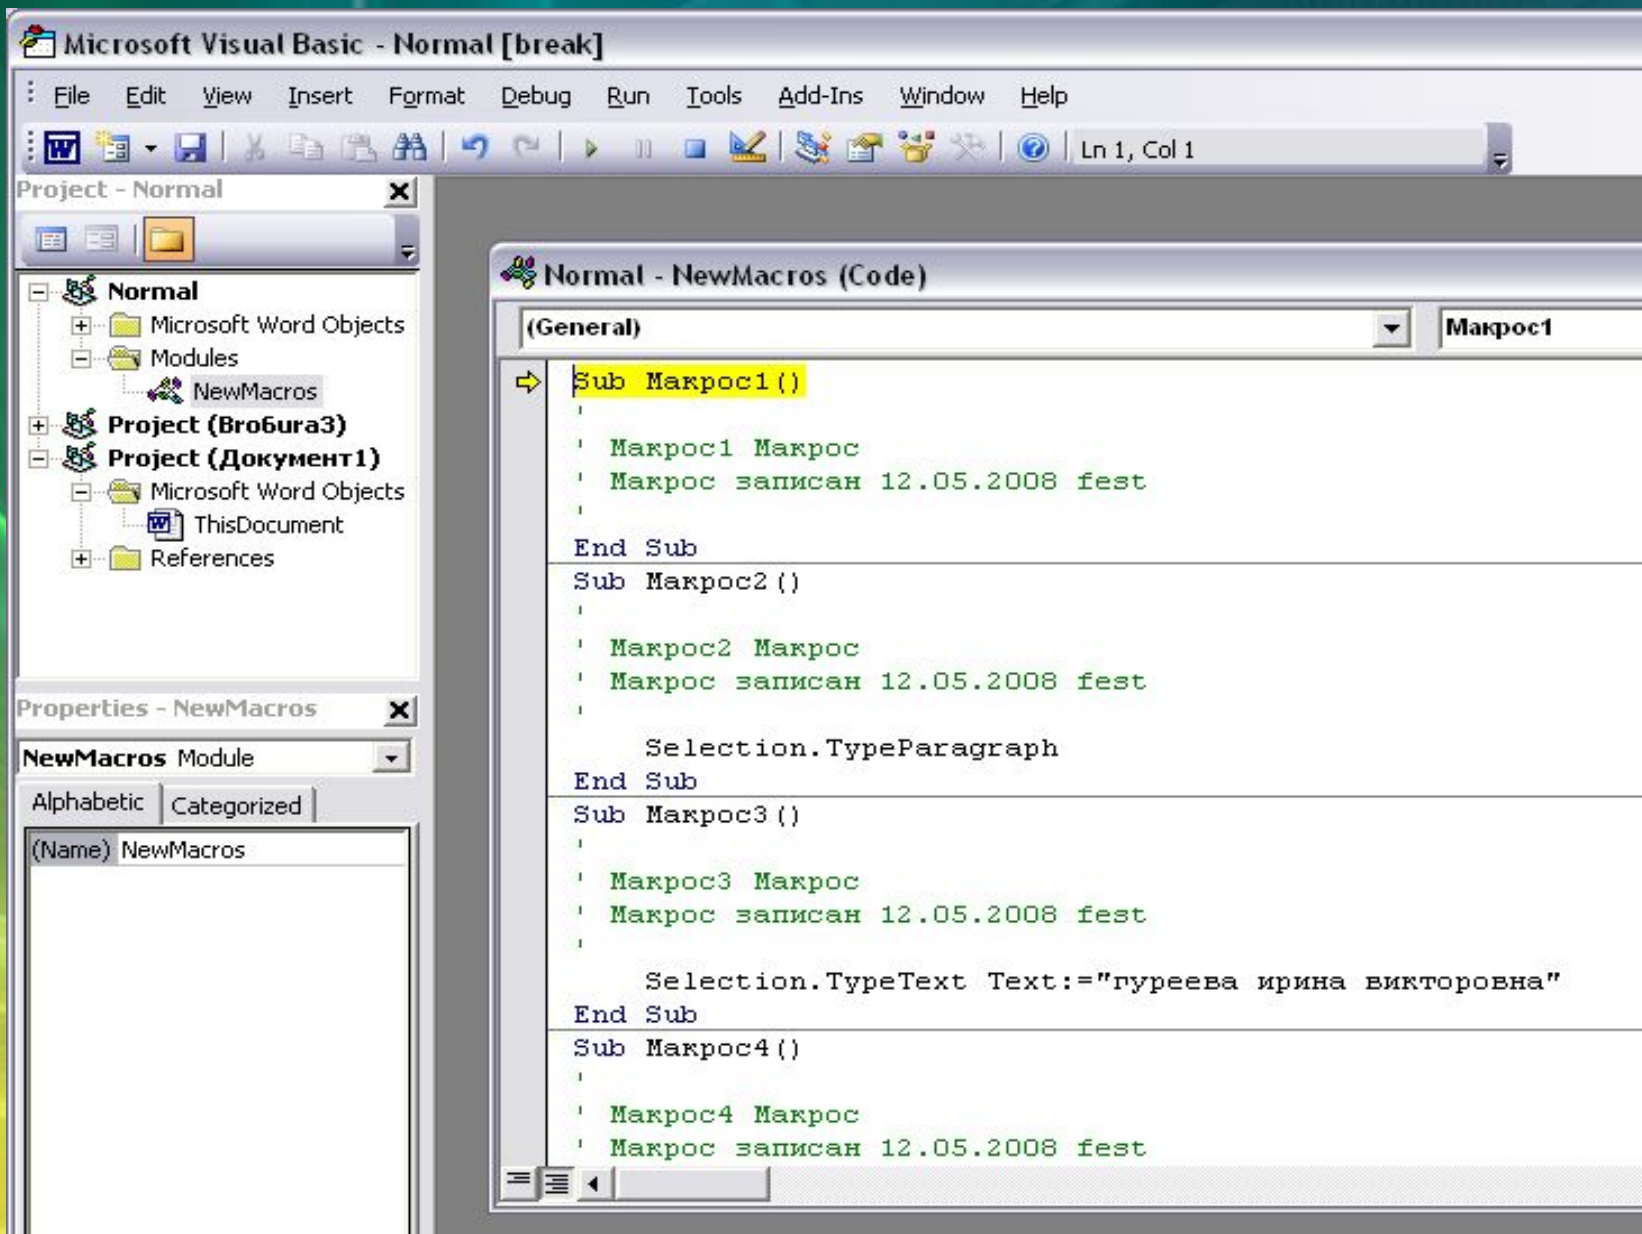 Microsoft Visual Basic - Normal [break]
File Edit View Insert Format Debug Run Tools Add-Ins Window Help
Ln 1, Col 1
Project - Normal
Normal
Microsoft Word Objects
Modules
NewMacros
Project (Bro6ura3)
Project (Документ1)
Microsoft Word Objects
ThisDocument
References
Properties - NewMacros
NewMacros Module
Alphabetic Categorized
(Name) NewMacros
Normal - NewMacros (Code)
(General) Макрос1
Sub Макрос1()
'
' Макрос1 Макрос
' Макрос записан 12.05.2008 fest
'
End Sub
Sub Макрос2()
'
' Макрос2 Макрос
' Макрос записан 12.05.2008 fest
'
Selection.TypeParagraph
End Sub
Sub Макрос3()
'
' Макрос3 Макрос
' Макрос записан 12.05.2008 fest
'
Selection.TypeText Text:="гуреева ирина викторовна"
End Sub
Sub Макрос4()
'
' Макрос4 Макрос
' Макрос записан 12.05.2008 fest